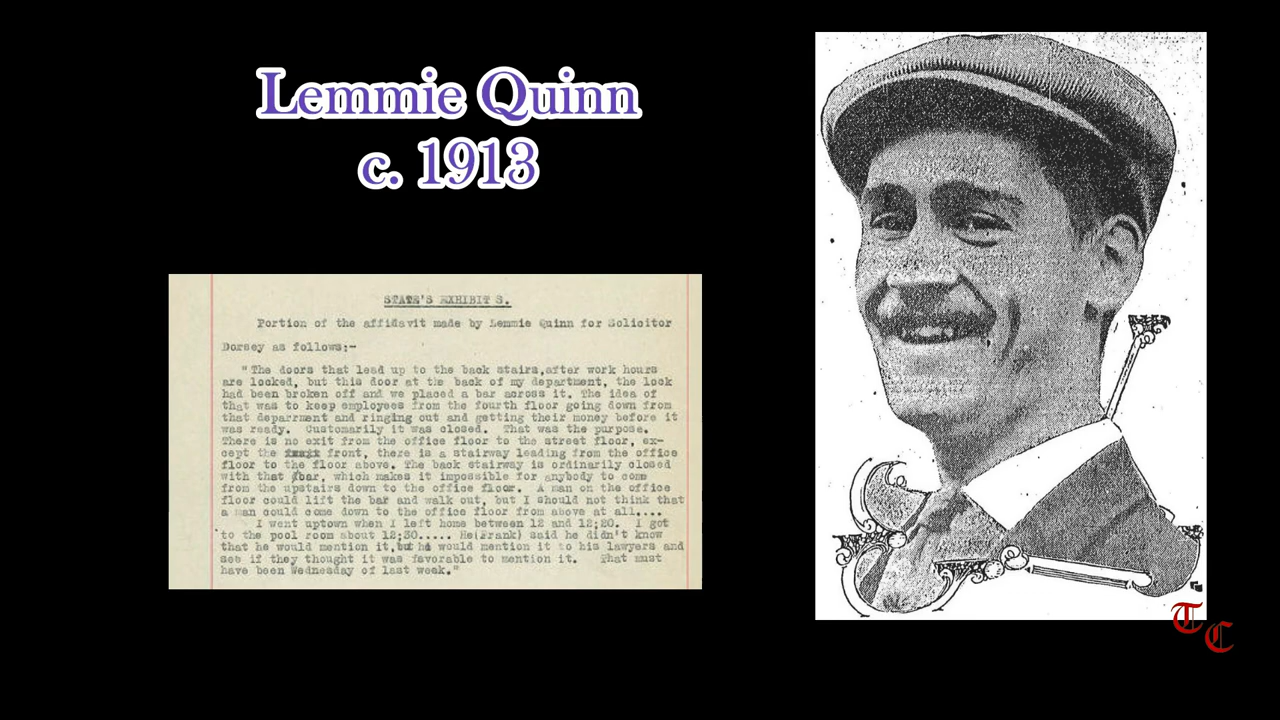 Lemmie Quinn
c. 1913
STATE'S EXHIBIT S.
Portion of the affidavit made by Lemmie Quinn for Solicitor
Dorsey as follows;-
"The doors that lead up to the back stairs,after work hours
are locked, but this door at the back of my department, the lock
had been broken off and we placed a bar across it. The idea of
that was to keep employees from the fourth floor going down from
that deparrment and ringing out and getting their money before it
was ready. Customarily it was closed. That was the purpose.
There is no exit from the office floor to the street floor, ex-
cept the front, there is a stairway leading from the office
floor to the floor above. The back stairway is ordinarily closed
with that bar, which makes it impossible for anybody to come
from the upstairs down to the office floor. A man on the office
floor could lift the bar and walk out, but I should not think that
a man could come down to the office floor from above at all....
I went uptown when I left home between 12 and 12;20. I got
to the pool room about 12;30..... He(Frank) said he didn't know
that he would mention it,but he would mention it to his lawyers and
see if they thought it was favorable to mention it. That must
have been Wednesday of last week."
T
C